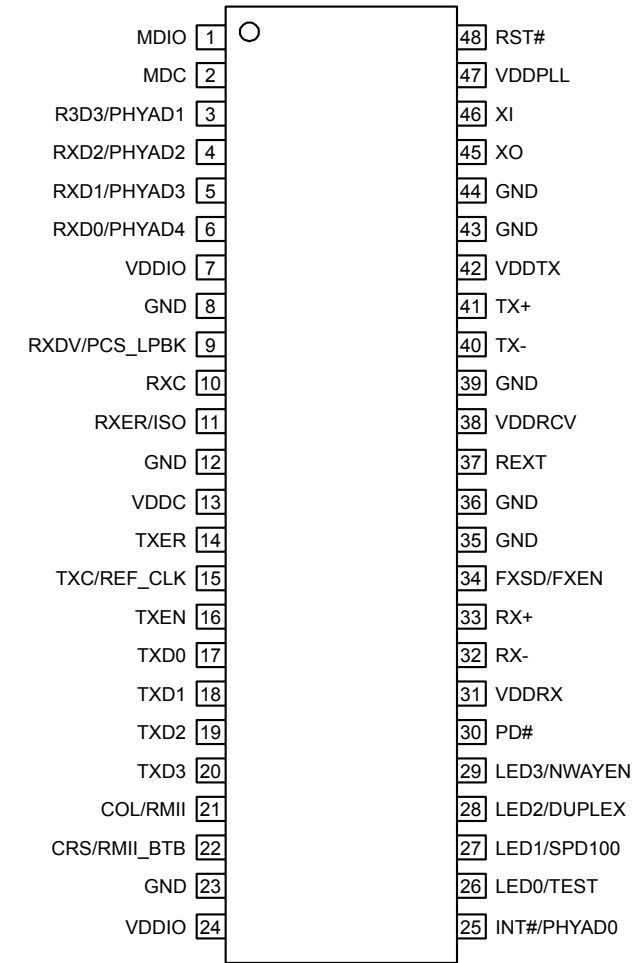 MDIO 1 48 RST#
MDC 2 47 VDDPLL
R3D3/PHYAD1 3 46 XI
RXD2/PHYAD2 4 45 XO
RXD1/PHYAD3 5 44 GND
RXD0/PHYAD4 6 43 GND
VDDIO 7 42 VDDTX
GND 8 41 TX+
RXDV/PCS_LPBK 9 40 TX-
RXC 10 39 GND
RXER/ISO 11 38 VDDRCV
GND 12 37 REXT
VDDC 13 36 GND
TXER 14 35 GND
TXC/REF_CLK 15 34 FXSD/FXEN
TXEN 16 33 RX+
TXD0 17 32 RX-
TXD1 18 31 VDDRX
TXD2 19 30 PD#
TXD3 20 29 LED3/NWAYEN
COL/RMII 21 28 LED2/DUPLEX
CRS/RMII_BTB 22 27 LED1/SPD100
GND 23 26 LED0/TEST
VDDIO 24 25 INT#/PHYAD0